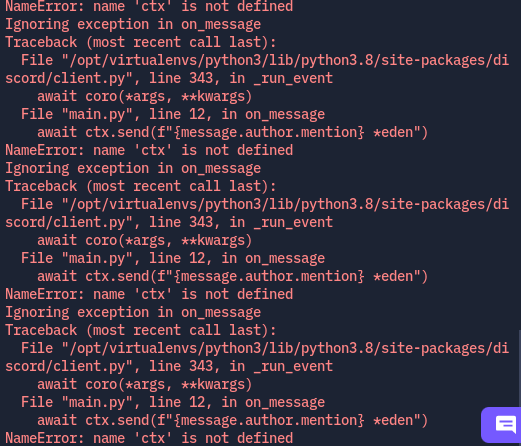 NameError: name 'ctx' is not defined
Ignoring exception in on_message
Traceback (most recent call last):
  File "/opt/virtualenvs/python3/lib/python3.8/site-packages/di
scord/client.py", line 343, in _run_event
    await coro(*args, **kwargs)
  File "main.py", line 12, in on_message
    await ctx.send(f"{message.author.mention} *eden")
NameError: name 'ctx' is not defined
Ignoring exception in on_message
Traceback (most recent call last):
  File "/opt/virtualenvs/python3/lib/python3.8/site-packages/di
scord/client.py", line 343, in _run_event
    await coro(*args, **kwargs)
  File "main.py", line 12, in on_message
    await ctx.send(f"{message.author.mention} *eden")
NameError: name 'ctx' is not defined
Ignoring exception in on_message
Traceback (most recent call last):
  File "/opt/virtualenvs/python3/lib/python3.8/site-packages/di
scord/client.py", line 343, in _run_event
    await coro(*args, **kwargs)
  File "main.py", line 12, in on_message
    await ctx.send(f"{message.author.mention} *eden")
NameError: name 'ctx' is not defined